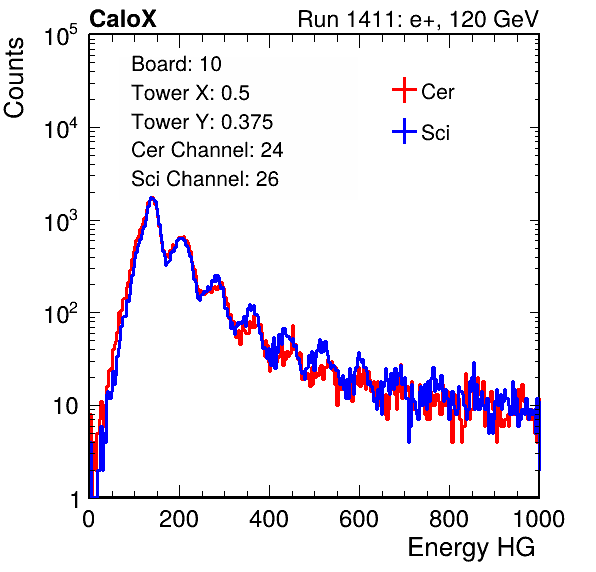 CaloX Run 1411: e+, 120 GeV
Counts
Board: 10
Tower X: 0.5
Tower Y: 0.375
Cer Channel: 24
Sci Channel: 26
Cer
Sci
10^5
10^4
10^3
10^2
10
1
0 200 400 600 800 1000
Energy HG